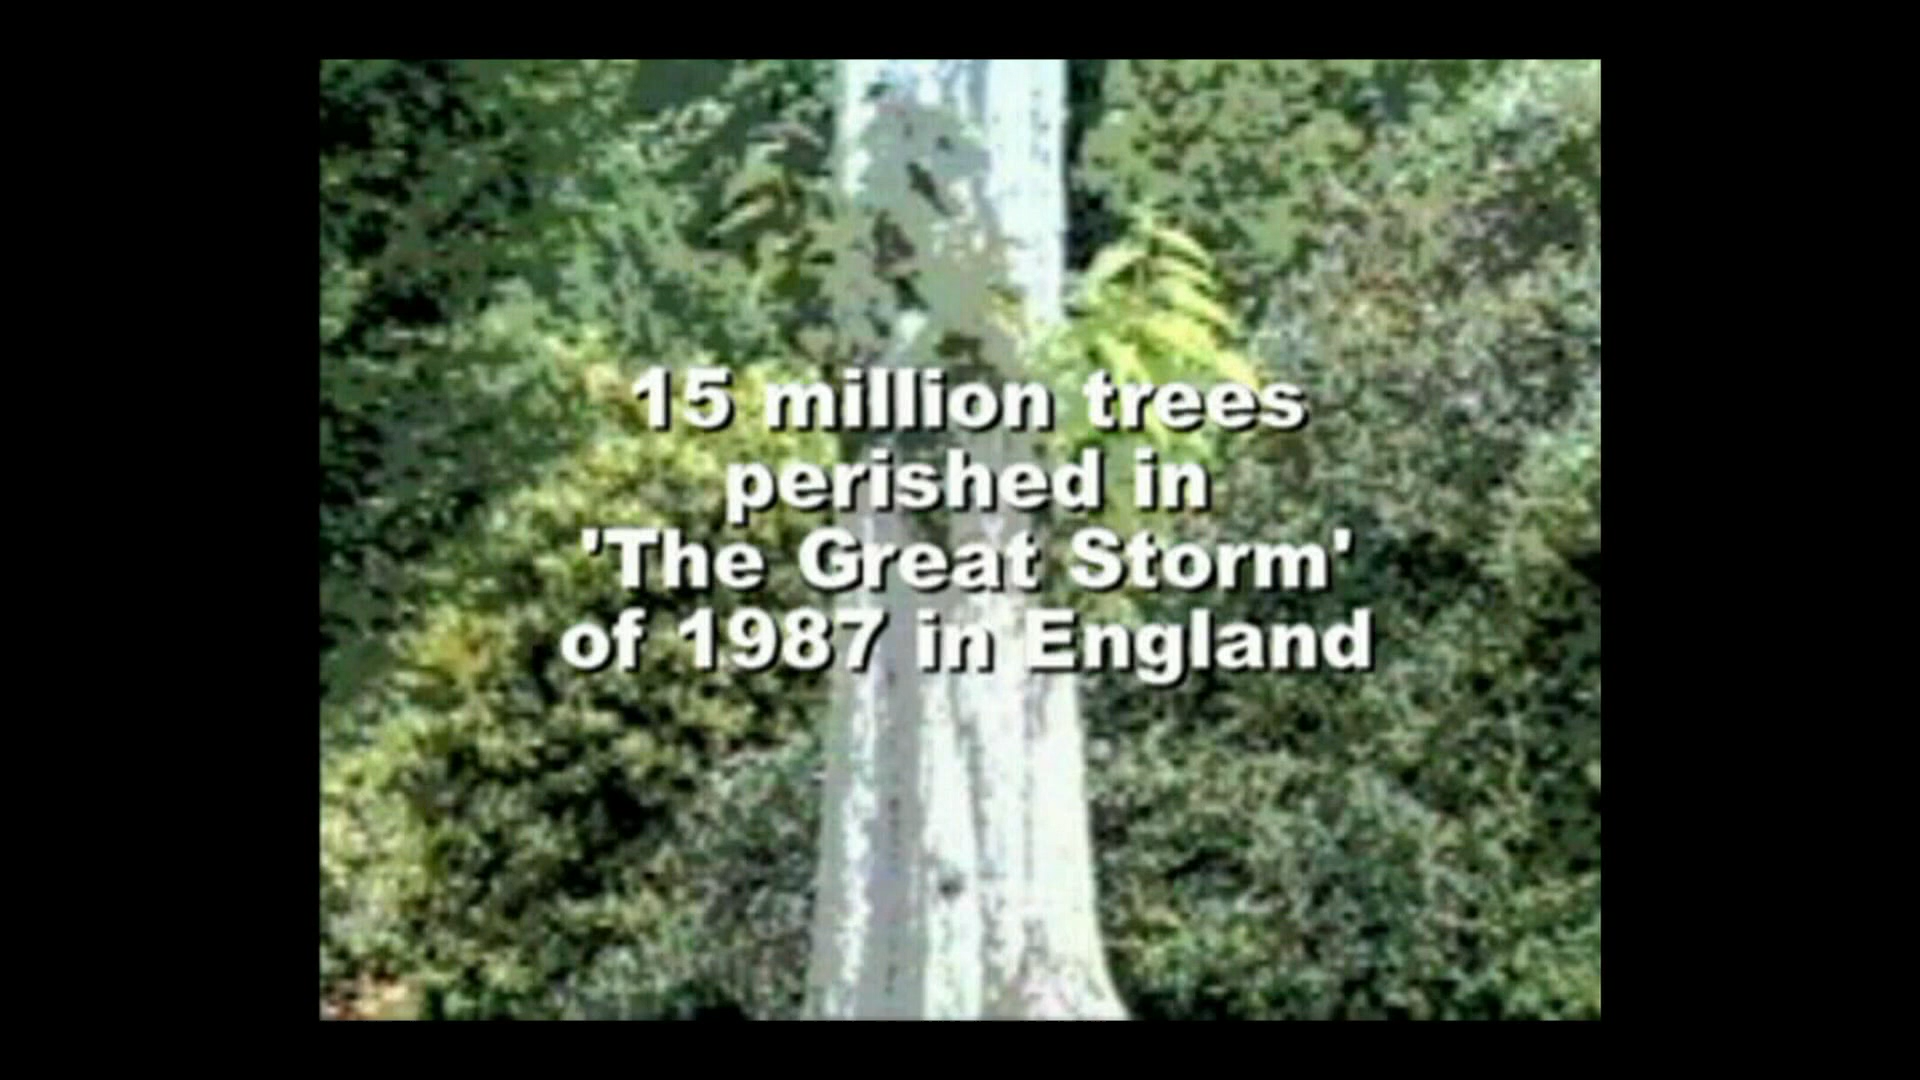 15 million trees
perished in
'The Great Storm'
of 1987 in England